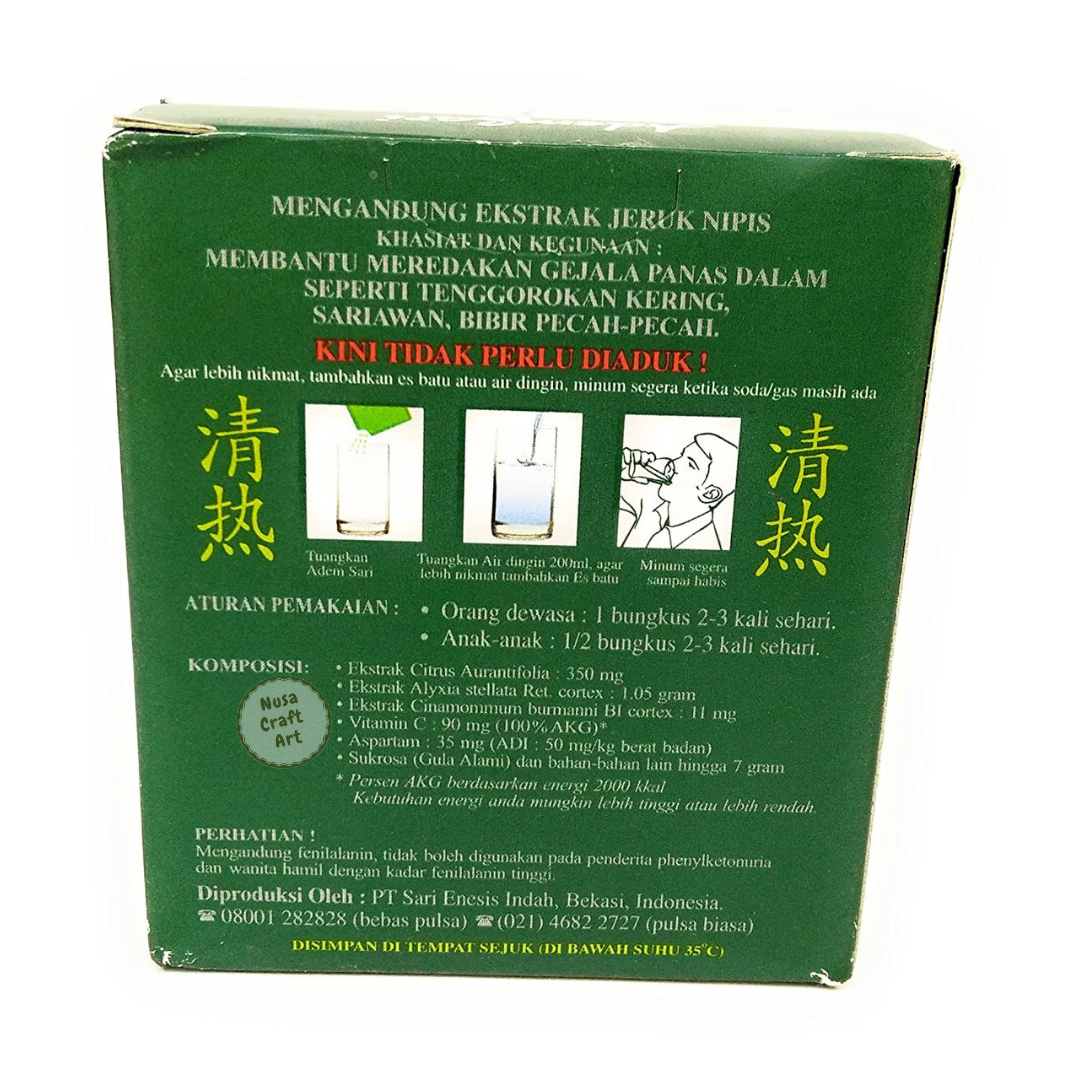 MENGANDUNG EKSTRAK JERUK NIPIS
KHASIAT DAN KEGUNAAN :
MEMBANTU MEREDAKAN GEJALA PANAS DALAM
SEPERTI TENGGOROKAN KERING,
SARIAWAN, BIBIR PECAH-PECAH.
KINI TIDAK PERLU DIADUK !
Agar lebih nikmat, tambahkan es batu atau air dingin, minum segera ketika soda/gas masih ada
清热
清热
Tuangkan
Adem Sari
Tuangkan Air dingin 200ml, agar
lebih nikmat tambahkan Es batu
Minum segera
sampai habis
ATURAN PEMAKAIAN :
• Orang dewasa : 1 bungkus 2-3 kali sehari.
• Anak-anak : 1/2 bungkus 2-3 kali sehari.
KOMPOSISI:
• Ekstrak Citrus Aurantifolia : 350 mg
• Ekstrak Alyxia stellata Ret. cortex : 1.05 gram
• Ekstrak Cinamommum burmanni BI cortex : 11 mg
• Vitamin C : 90 mg (100%AKG)*
• Aspartam : 35 mg (ADI : 50 mg/kg berat badan)
• Sukrosa (Gula Alami) dan bahan-bahan lain hingga 7 gram
* Persen AKG berdasarkan energi 2000 kkal
Kebutuhan energi anda mungkin lebih tinggi atau lebih rendah.
Nusa
Craft
Art
PERHATIAN !
Mengandung fenilalanin, tidak boleh digunakan pada penderita phenylketonuria
dan wanita hamil dengan kadar fenilalanin tinggi.
Diproduksi Oleh : PT Sari Enesis Indah, Bekasi, Indonesia.
☎ 08001 282828 (bebas pulsa) ☎ (021) 4682 2727 (pulsa biasa)
DISIMPAN DI TEMPAT SEJUK (DI BAWAH SUHU 35°C)